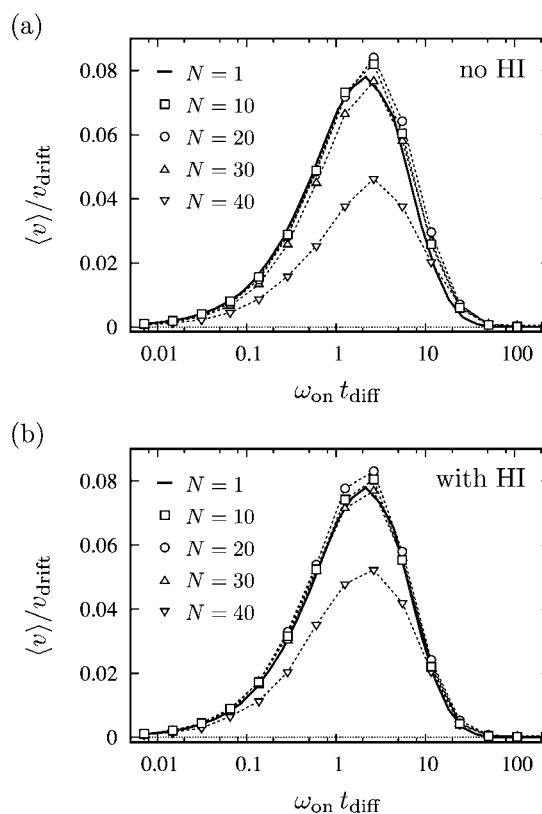 (a)
no HI
N = 1
N = 10
N = 20
N = 30
N = 40
⟨v⟩/v_drift
0.08
0.06
0.04
0.02
0
0.01 0.1 1 10 100
ω_on t_diff
(b)
with HI
N = 1
N = 10
N = 20
N = 30
N = 40
⟨v⟩/v_drift
0.08
0.06
0.04
0.02
0
0.01 0.1 1 10 100
ω_on t_diff